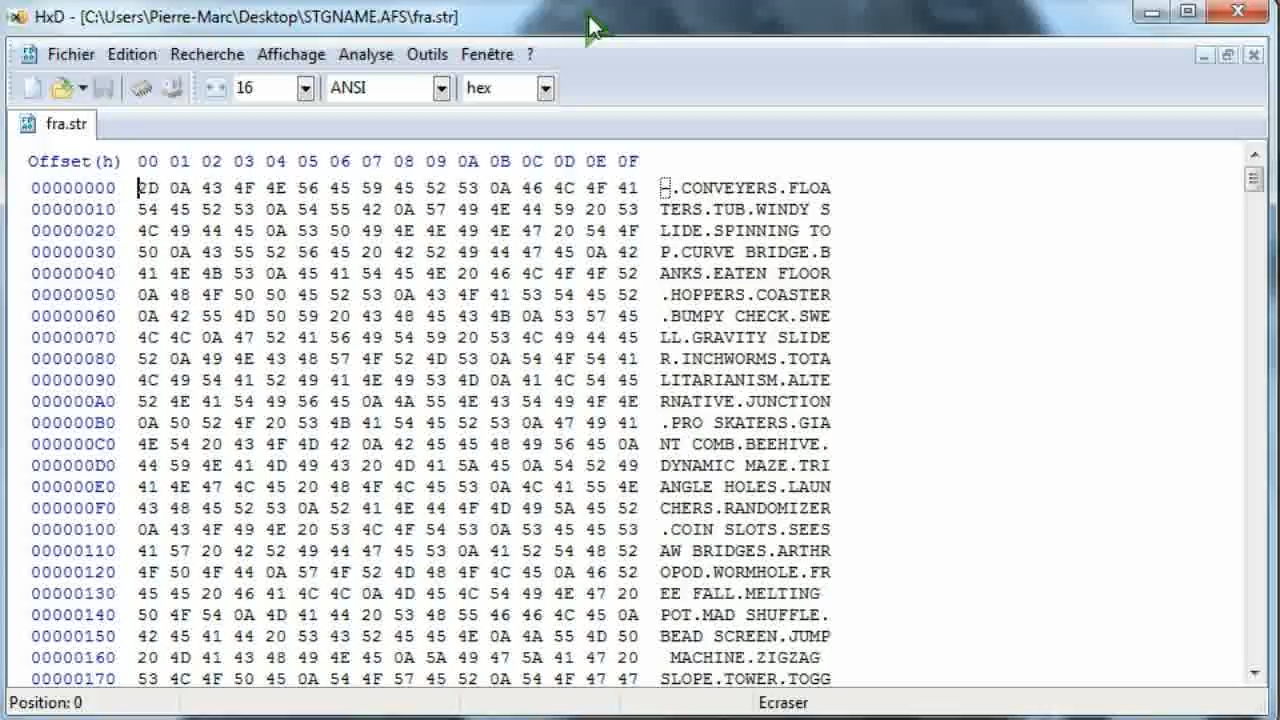 HxD - [C:\Users\Pierre-Marc\Desktop\STGNAME.AFS\fra.str]
Fichier Edition Recherche Affichage Analyse Outils Fenêtre ?
16 ANSI hex
fra.str
Offset(h) 00 01 02 03 04 05 06 07 08 09 0A 0B 0C 0D 0E 0F
00000000 2D 0A 43 4F 4E 56 45 59 45 52 53 0A 46 4C 4F 41 -.CONVEYERS.FLOA
00000010 54 45 52 53 0A 54 55 42 0A 57 49 4E 44 59 20 53 TERS.TUB.WINDY S
00000020 4C 49 44 45 0A 53 50 49 4E 4E 49 4E 47 20 54 4F LIDE.SPINNING TO
00000030 50 0A 43 55 52 56 45 20 42 52 49 44 47 45 0A 42 P.CURVE BRIDGE.B
00000040 41 4E 4B 53 0A 45 41 54 45 4E 20 46 4C 4F 4F 52 ANKS.EATEN FLOOR
00000050 0A 48 4F 50 50 45 52 53 0A 43 4F 41 53 54 45 52 .HOPPERS.COASTER
00000060 0A 42 55 4D 50 59 20 43 48 45 43 4B 0A 53 57 45 .BUMPY CHECK.SWE
00000070 4C 4C 0A 47 52 41 56 49 54 59 20 53 4C 49 44 45 LL.GRAVITY SLIDE
00000080 52 0A 49 4E 43 48 57 4F 52 4D 53 0A 54 4F 54 41 R.INCHWORMS.TOTA
00000090 4C 49 54 41 52 49 41 4E 49 53 4D 0A 41 4C 54 45 LITARIANISM.ALTE
000000A0 52 4E 41 54 49 56 45 0A 4A 55 4E 43 54 49 4F 4E RNATIVE.JUNCTION
000000B0 0A 50 52 4F 20 53 4B 41 54 45 52 53 0A 47 49 41 .PRO SKATERS.GIA
000000C0 4E 54 20 43 4F 4D 42 0A 42 45 45 48 49 56 45 0A NT COMB.BEEHIVE.
000000D0 44 59 4E 41 4D 49 43 20 4D 41 5A 45 0A 54 52 49 DYNAMIC MAZE.TRI
000000E0 41 4E 47 4C 45 20 48 4F 4C 45 53 0A 4C 41 55 4E ANGLE HOLES.LAUN
000000F0 43 48 45 52 53 0A 52 41 4E 44 4F 4D 49 5A 45 52 CHERS.RANDOMIZER
00000100 0A 43 4F 49 4E 20 53 4C 4F 54 53 0A 53 45 45 53 .COIN SLOTS.SEES
00000110 41 57 20 42 52 49 44 47 45 53 0A 41 52 54 48 52 AW BRIDGES.ARTHR
00000120 4F 50 4F 44 0A 57 4F 52 4D 48 4F 4C 45 0A 46 52 OPOD.WORMHOLE.FR
00000130 45 45 20 46 41 4C 4C 0A 4D 45 4C 54 49 4E 47 20 EE FALL.MELTING
00000140 50 4F 54 0A 4D 41 44 20 53 48 55 46 46 4C 45 0A POT.MAD SHUFFLE.
00000150 42 45 41 44 20 53 43 52 45 45 4E 0A 4A 55 4D 50 BEAD SCREEN.JUMP
00000160 20 4D 41 43 48 49 4E 45 0A 5A 49 47 5A 41 47 20  MACHINE.ZIGZAG
00000170 53 4C 4F 50 45 0A 54 4F 57 45 52 0A 54 4F 47 47 SLOPE.TOWER.TOGG
Position: 0 Ecraser